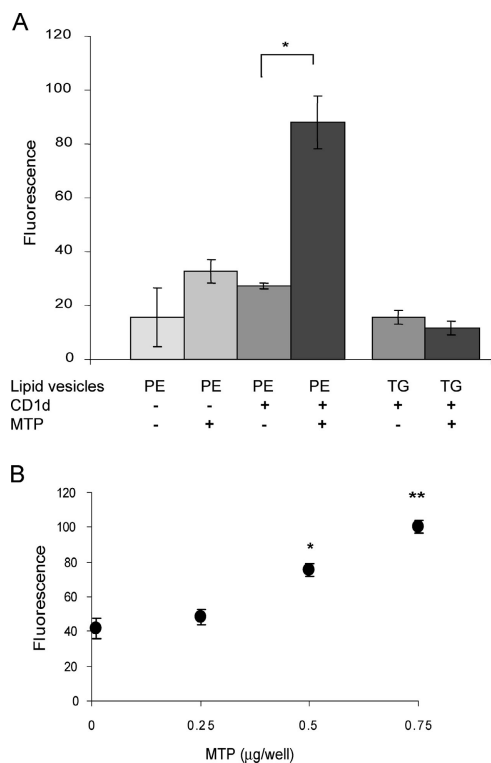 A
120
*
100
80
60
40
20
0
Fluorescence
Lipid vesicles PE PE PE PE TG TG
CD1d - - + + + +
MTP - + - + - +
B
120
100
80
60
40
20
0
Fluorescence
* **
0 0.25 0.5 0.75
MTP (µg/well)